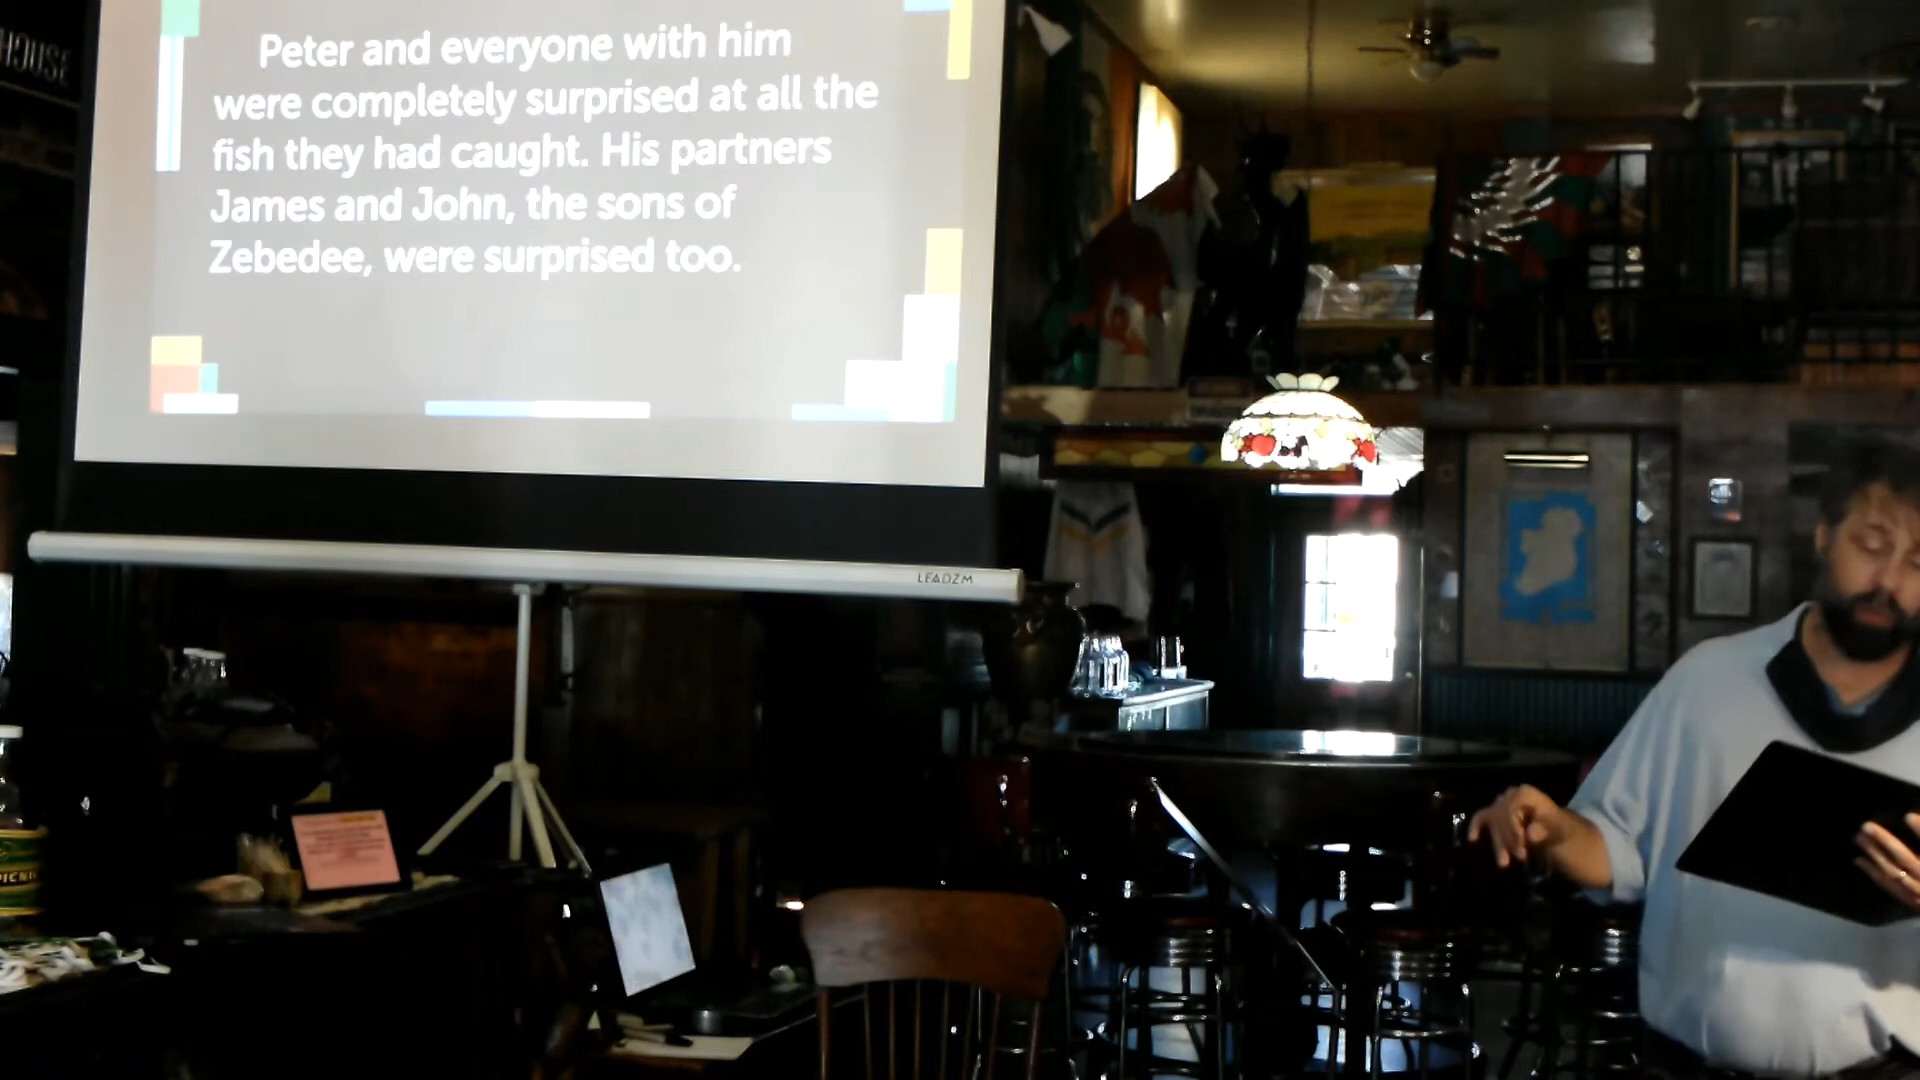 Peter and everyone with him
were completely surprised at all the
fish they had caught. His partners
James and John, the sons of
Zebedee, were surprised too.
LEADZM